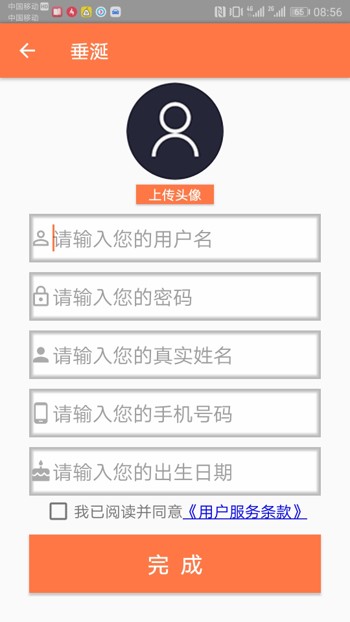 中国移动 HD
中国移动
65 08:56
垂涎
上传头像
请输入您的用户名
请输入您的密码
请输入您的真实姓名
请输入您的手机号码
请输入您的出生日期
我已阅读并同意《用户服务条款》
完 成